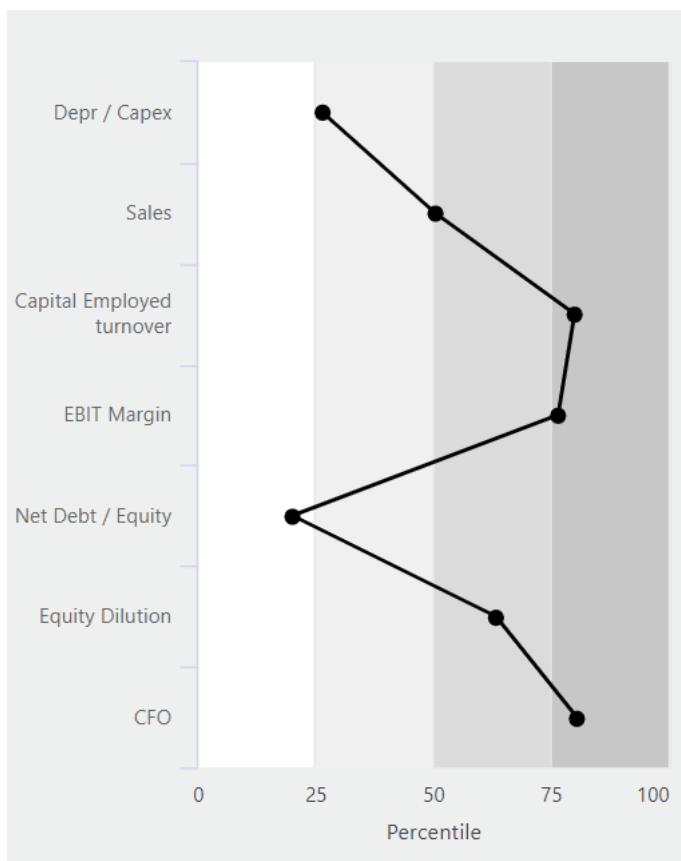 Depr / Capex
Sales
Capital Employed
turnover
EBIT Margin
Net Debt / Equity
Equity Dilution
CFO
0 25 50 75 100
Percentile